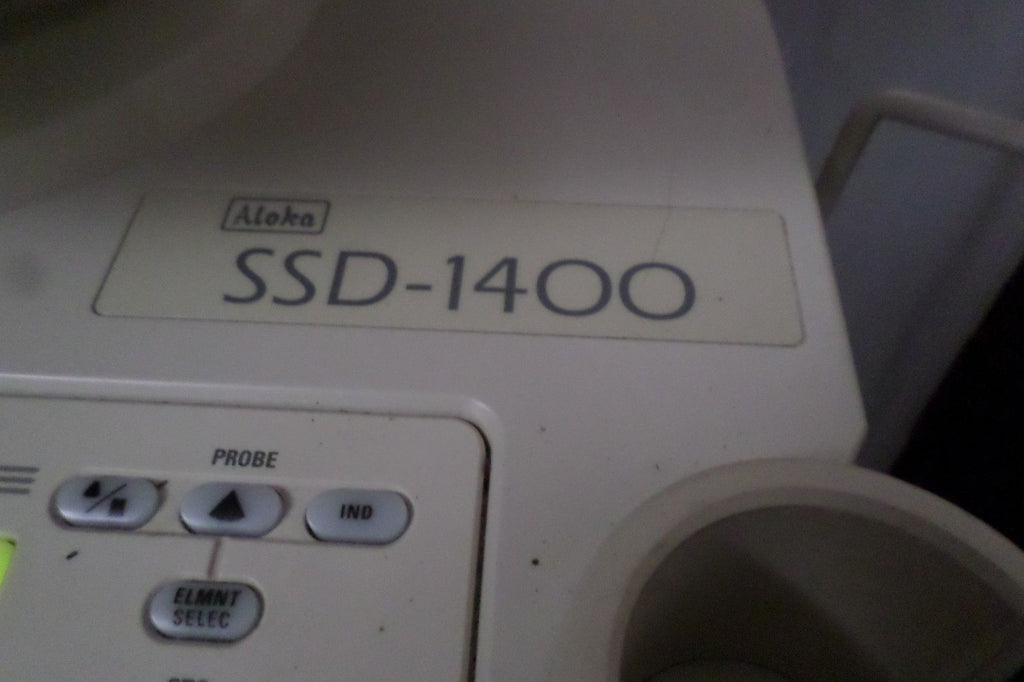 Aloka
SSD-1400
PROBE
IND
ELMNT
SELEC